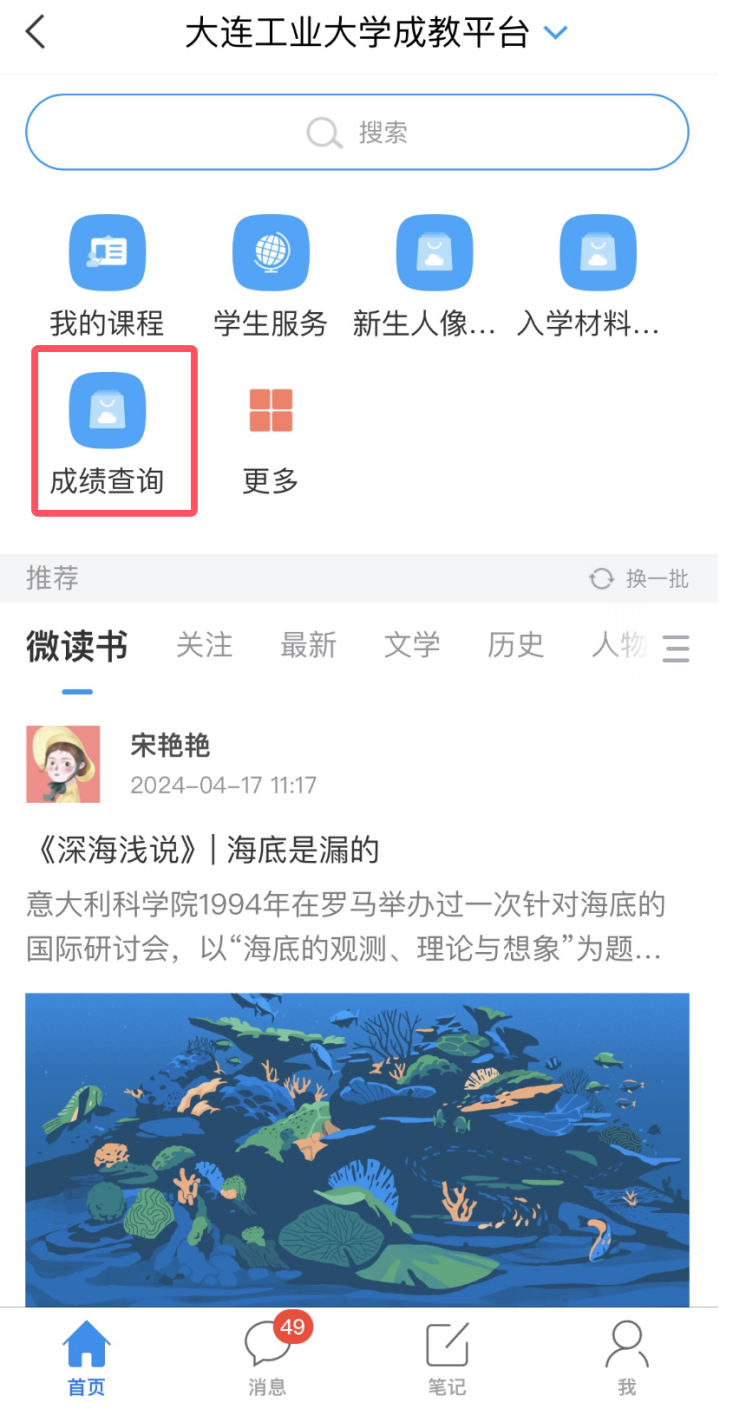 大连工业大学成教平台
搜索
我的课程 学生服务 新生人像... 入学材料...
成绩查询 更多
推荐 换一批
微读书 关注 最新 文学 历史 人物
宋艳艳
2024-04-17 11:17
《深海浅说》| 海底是漏的
意大利科学院1994年在罗马举办过一次针对海底的
国际研讨会，以“海底的观测、理论与想象”为题...
49
首页 消息 笔记 我